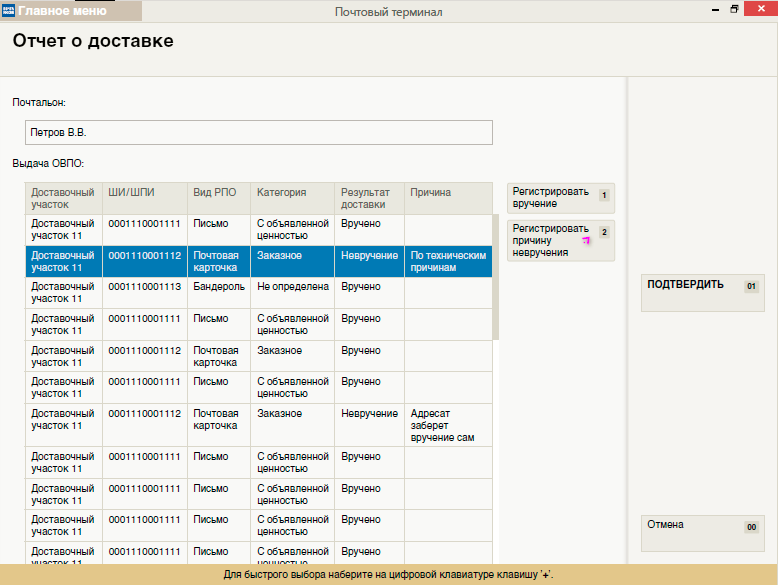 Главное меню
Почтовый терминал
Отчет о доставке
Почтальон:
Петров В.В.
Выдача ОВПО:
Доставочный участок ШИ/ШПИ Вид РПО Категория Результат доставки Причина
Доставочный участок 11 0001110001111 Письмо С объявленной ценностью Вручено
Доставочный участок 11 0001110001112 Почтовая карточка Заказное Невручение По техническим причинам
Доставочный участок 11 0001110001113 Бандероль Не определена Вручено
Доставочный участок 11 0001110001111 Письмо С объявленной ценностью Вручено
Доставочный участок 11 0001110001112 Почтовая карточка Заказное Вручено
Доставочный участок 11 0001110001111 Письмо С объявленной ценностью Вручено
Доставочный участок 11 0001110001112 Почтовая карточка Заказное Невручение Адресат заберет вручение сам
Доставочный участок 11 0001110001111 Письмо С объявленной ценностью Вручено
Доставочный участок 11 0001110001111 Письмо С объявленной ценностью Вручено
Доставочный участок 11 0001110001111 Письмо С объявленной ценностью Вручено
Доставочный участок 11 0001110001111 Письмо С объявленной ценностью Вручено
Регистрировать вручение 1
Регистрировать причину невручения 2
ПОДТВЕРДИТЬ 01
Отмена 00
Для быстрого выбора наберите на цифровой клавиатуре клавишу '+'.